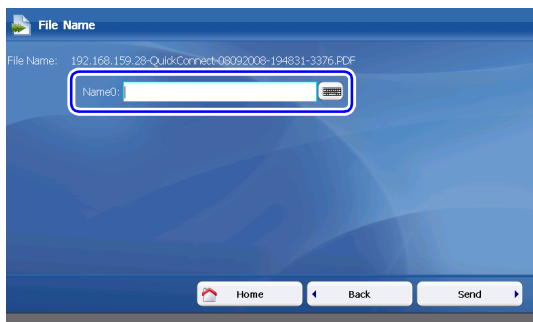 File Name
File Name: 192.168.159.28-QuickConnect-08092008-194831-3376.PDF
Name0:
Home Back Send